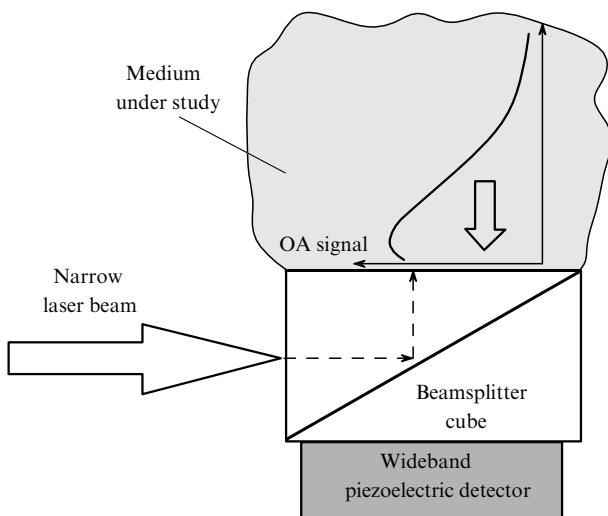 Medium
under study
OA signal
Narrow
laser beam
Beamsplitter
cube
Wideband
piezoelectric detector